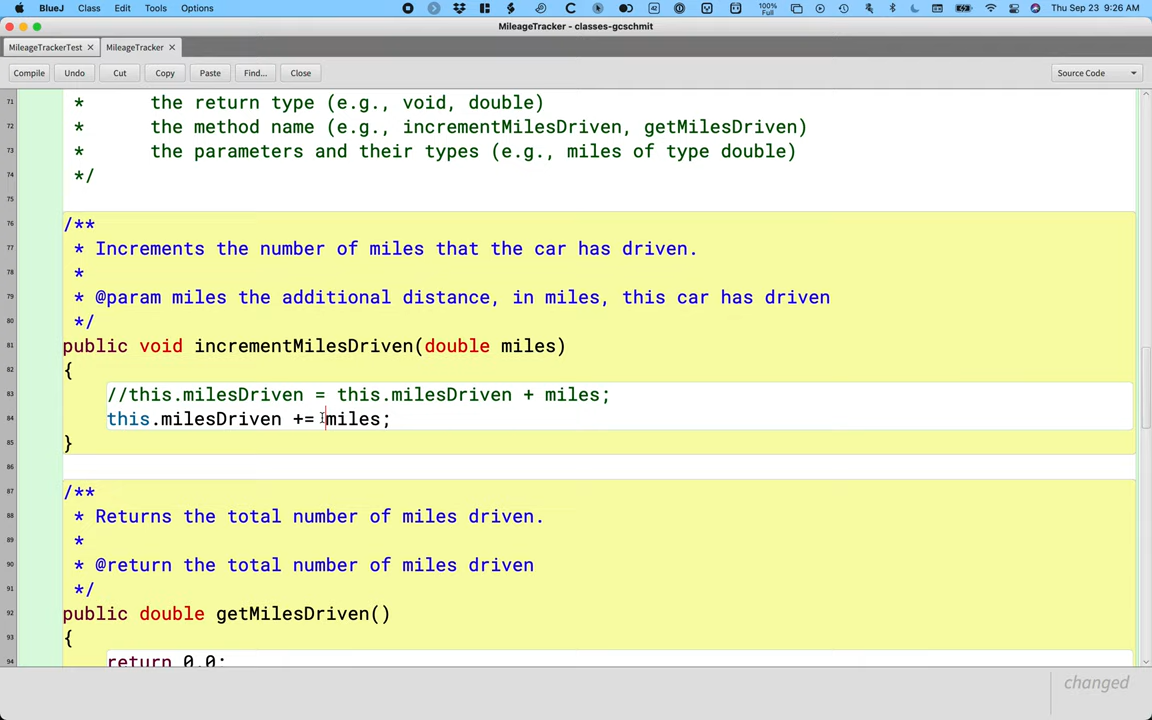 BlueJ Class Edit Tools Options 42 100% Full Thu Sep 23 9:26 AM
MileageTracker - classes-gcschmit
MileageTrackerTest × MileageTracker ×
Compile Undo Cut Copy Paste Find... Close Source Code
71 * the return type (e.g., void, double)
72 * the method name (e.g., incrementMilesDriven, getMilesDriven)
73 * the parameters and their types (e.g., miles of type double)
74 */
75
76 /**
77 * Increments the number of miles that the car has driven.
78 *
79 * @param miles the additional distance, in miles, this car has driven
80 */
81 public void incrementMilesDriven(double miles)
82 {
83 //this.milesDriven = this.milesDriven + miles;
84 this.milesDriven += miles;
85 }
86
87 /**
88 * Returns the total number of miles driven.
89 *
90 * @return the total number of miles driven
91 */
92 public double getMilesDriven()
93 {
94 return 0.0;
changed